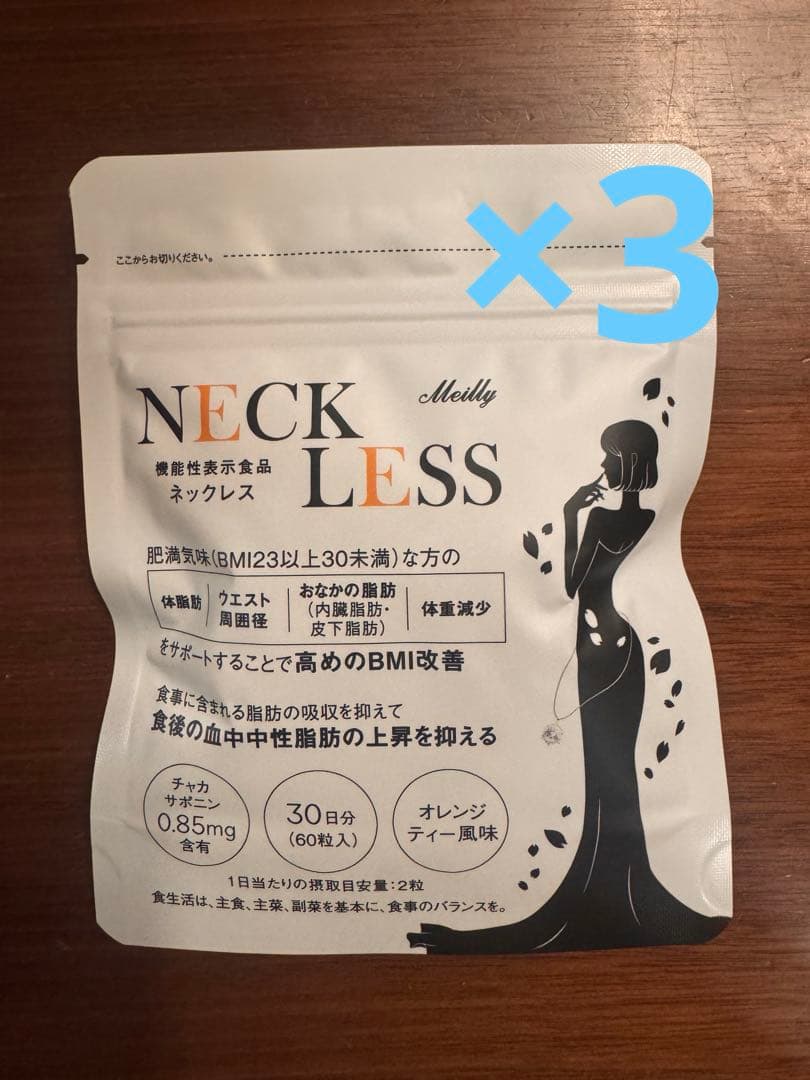 ×3
ここからお切りください。
NECK
Meilly
LESS
機能性表示食品
ネックレス
肥満気味(BMI23以上30未満)な方の
体脂肪
ウエスト
周囲径
おなかの脂肪
(内臓脂肪・
皮下脂肪)
体重減少
をサポートすることで高めのBMI改善
食事に含まれる脂肪の吸収を抑えて
食後の血中中性脂肪の上昇を抑える
チャカ
サポニン
0.85mg
含有
30日分
(60粒入)
オレンジ
ティー風味
1日当たりの摂取目安量:2粒
食生活は、主食、主菜、副菜を基本に、食事のバランスを。